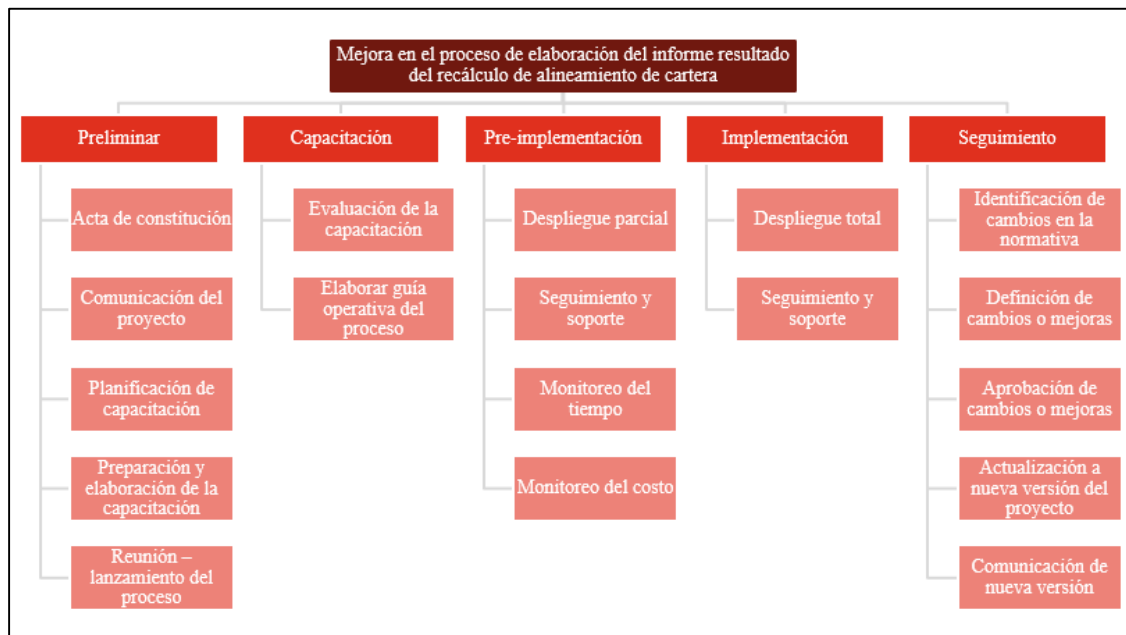 Mejora en el proceso de elaboración del informe resultado
del recálculo de alineamiento de cartera
Preliminar
Acta de constitución
Comunicación del
proyecto
Planificación de
capacitación
Preparación y
elaboración de la
capacitación
Reunión –
lanzamiento del
proceso
Capacitación
Evaluación de la
capacitación
Elaborar guía
operativa del
proceso
Pre-implementación
Despliegue parcial
Seguimiento y
soporte
Monitoreo del
tiempo
Monitoreo del costo
Implementación
Despliegue total
Seguimiento y
soporte
Seguimiento
Identificación de
cambios en la
normativa
Definición de
cambios o mejoras
Aprobación de
cambios o mejoras
Actualización a
nueva versión del
proyecto
Comunicación de
nueva versión